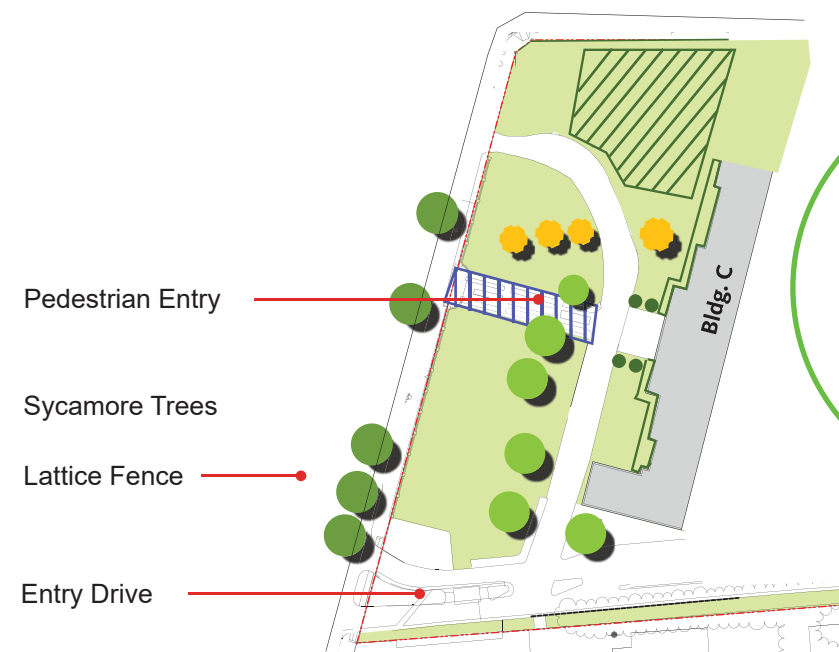 Pedestrian Entry
Sycamore Trees
Lattice Fence
Entry Drive
Bldg. C